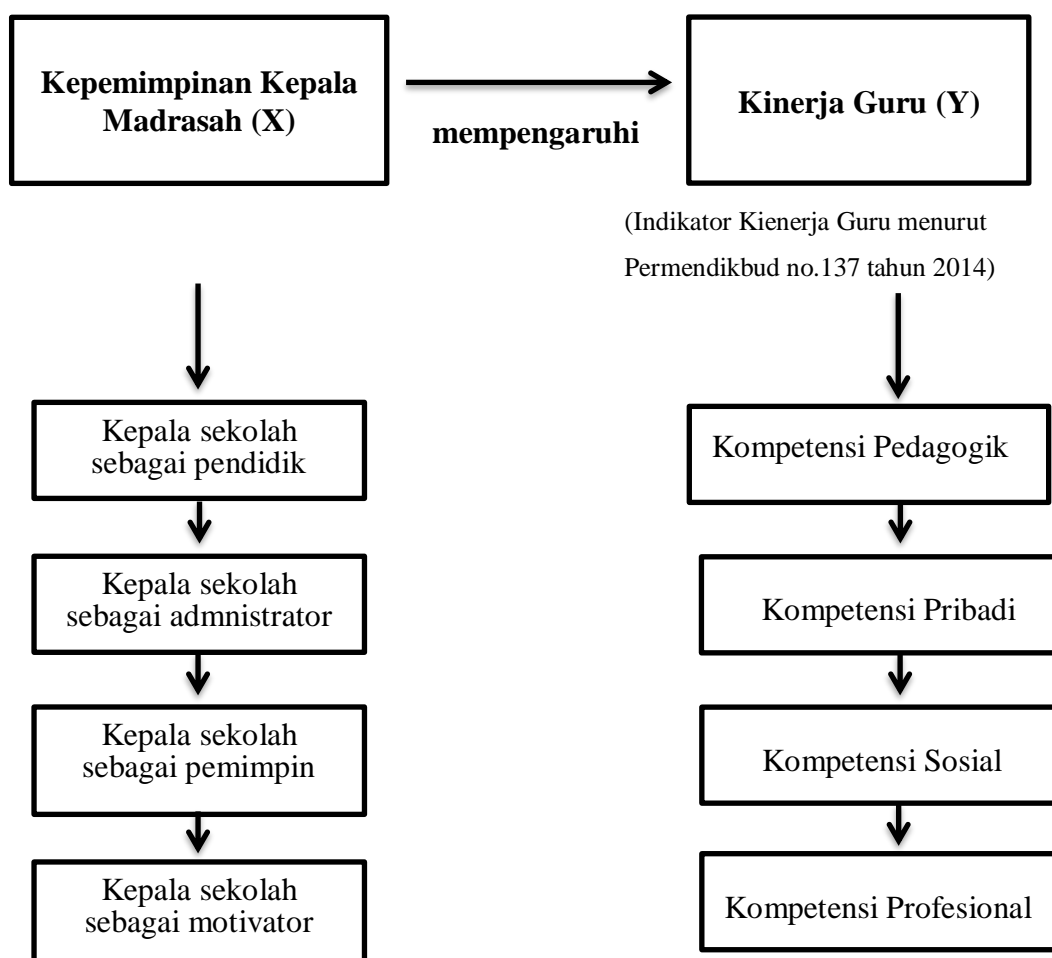 Kepemimpinan Kepala
Madrasah (X)
mempengaruhi
Kinerja Guru (Y)
(Indikator Kienerja Guru menurut
Permendikbud no.137 tahun 2014)
Kepala sekolah
sebagai pendidik
Kepala sekolah
sebagai admnistrator
Kepala sekolah
sebagai pemimpin
Kepala sekolah
sebagai motivator
Kompetensi Pedagogik
Kompetensi Pribadi
Kompetensi Sosial
Kompetensi Profesional